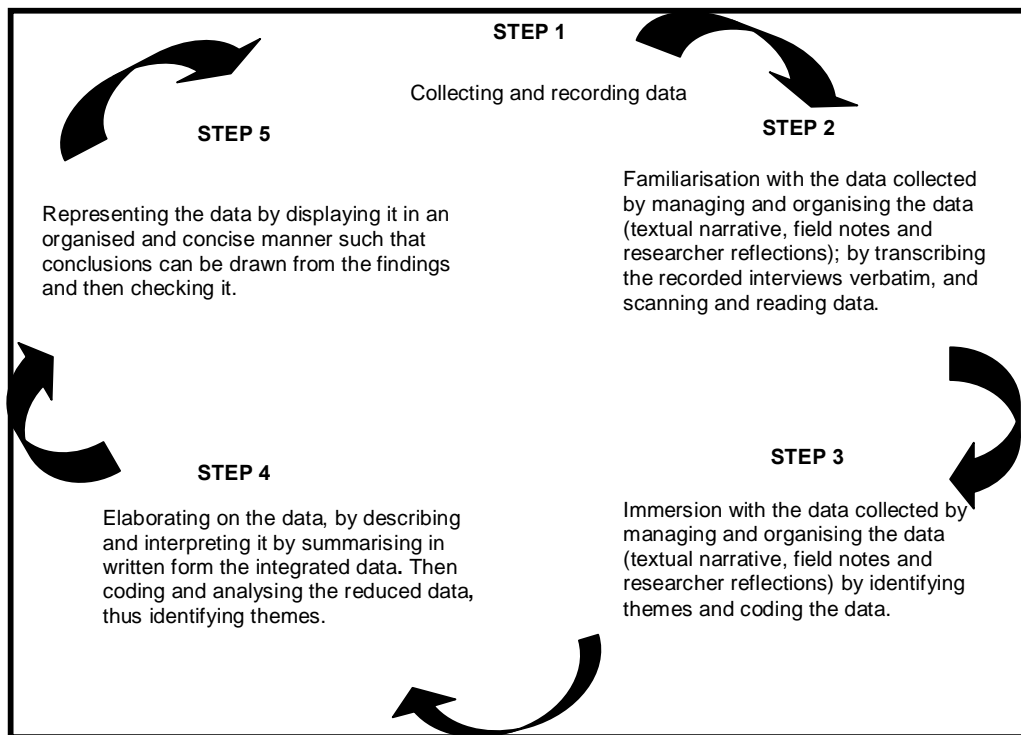 STEP 1
Collecting and recording data
STEP 2
Familiarisation with the data collected
by managing and organising the data
(textual narrative, field notes and
researcher reflections); by transcribing
the recorded interviews verbatim, and
scanning and reading data.
STEP 3
Immersion with the data collected by
managing and organising the data
(textual narrative, field notes and
researcher reflections) by identifying
themes and coding the data.
STEP 4
Elaborating on the data, by describing
and interpreting it by summarising in
written form the integrated data. Then
coding and analysing the reduced data,
thus identifying themes.
STEP 5
Representing the data by displaying it in an
organised and concise manner such that
conclusions can be drawn from the findings
and then checking it.